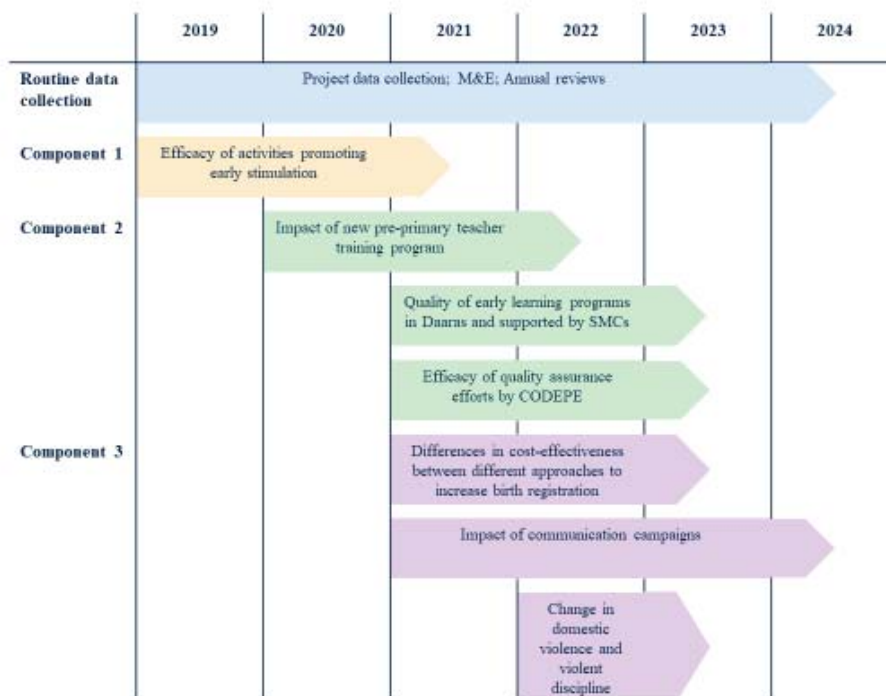 2019 2020 2021 2022 2023 2024
Routine data
collection
Project data collection; M&E; Annual reviews
Component 1
Efficacy of activities promoting
early stimulation
Component 2
Impact of new pre-primary teacher
training program
Quality of early learning programs
in Daaras and supported by SMCs
Efficacy of quality assurance
efforts by CODEPE
Component 3
Differences in cost-effectiveness
between different approaches to
increase birth registration
Impact of communication campaigns
Change in
domestic
violence and
violent
discipline